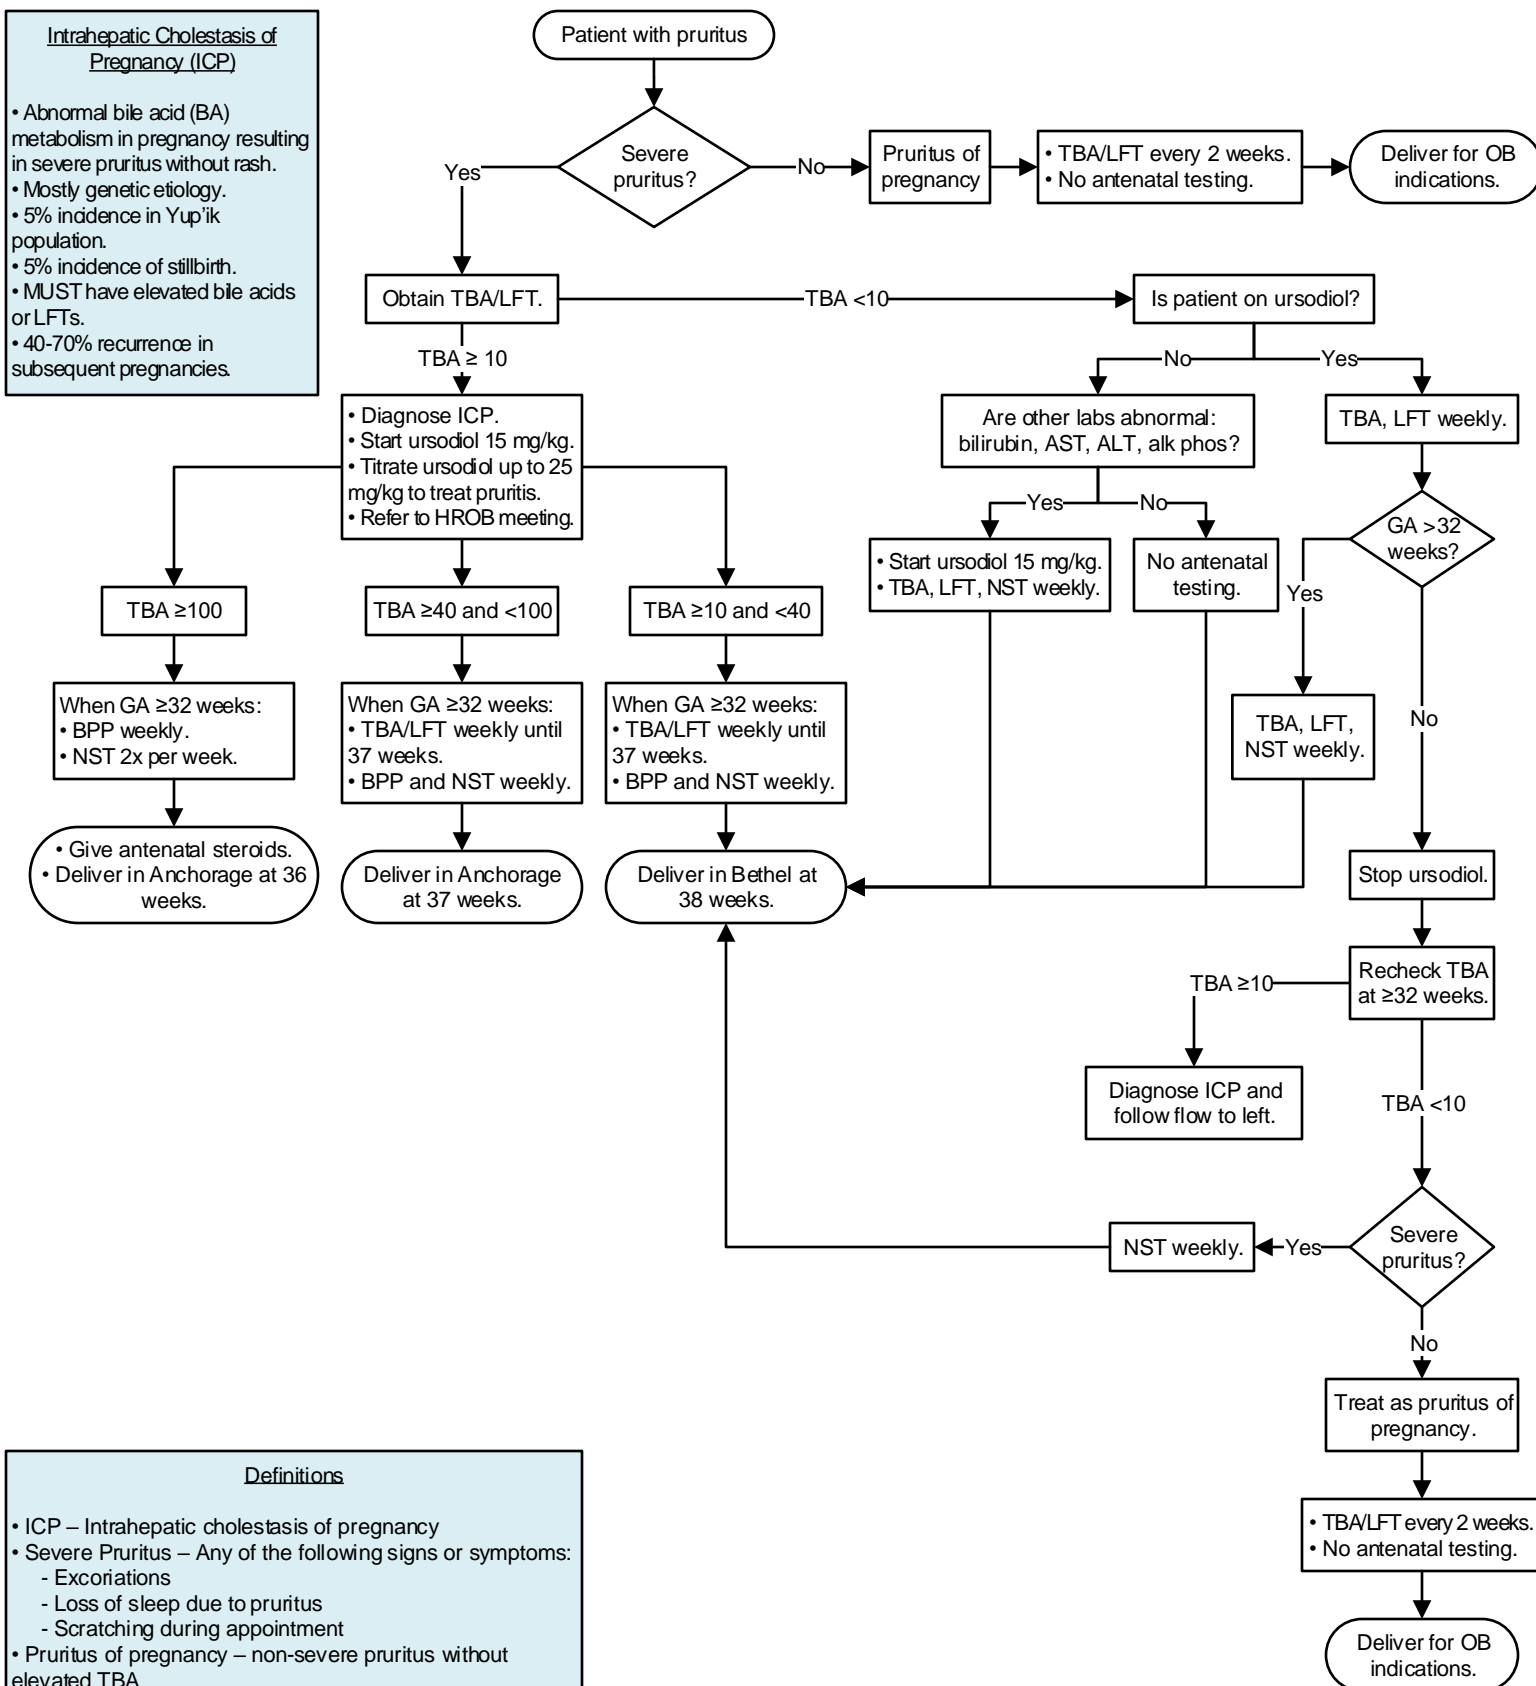 Intrahepatic Cholestasis of
Pregnancy (ICP)
• Abnormal bile acid (BA)
metabolism in pregnancy resulting
in severe pruritus without rash.
• Mostly genetic etiology.
• 5% incidence in Yup'ik
population.
• 5% incidence of stillbirth.
• MUST have elevated bile acids
or LFTs.
• 40-70% recurrence in
subsequent pregnancies.
Patient with pruritus
Severe
pruritus?
Yes
No
Pruritus of
pregnancy
• TBA/LFT every 2 weeks.
• No antenatal testing.
Deliver for OB
indications.
Obtain TBA/LFT.
TBA <10
Is patient on ursodiol?
TBA ≥ 10
No
Yes
• Diagnose ICP.
• Start ursodiol 15 mg/kg.
• Titrate ursodiol up to 25
mg/kg to treat pruritis.
• Refer to HROB meeting.
Are other labs abnormal:
bilirubin, AST, ALT, alk phos?
TBA, LFT weekly.
Yes
No
GA >32
weeks?
• Start ursodiol 15 mg/kg.
• TBA, LFT, NST weekly.
No antenatal
testing.
Yes
No
TBA ≥100
TBA ≥40 and <100
TBA ≥10 and <40
When GA ≥32 weeks:
• BPP weekly.
• NST 2x per week.
When GA ≥32 weeks:
• TBA/LFT weekly until
37 weeks.
• BPP and NST weekly.
When GA ≥32 weeks:
• TBA/LFT weekly until
37 weeks.
• BPP and NST weekly.
TBA, LFT,
NST weekly.
• Give antenatal steroids.
• Deliver in Anchorage at 36
weeks.
Deliver in Anchorage
at 37 weeks.
Deliver in Bethel at
38 weeks.
Stop ursodiol.
Recheck TBA
at ≥32 weeks.
TBA ≥10
Diagnose ICP and
follow flow to left.
TBA <10
Severe
pruritus?
Yes
NST weekly.
No
Treat as pruritus of
pregnancy.
• TBA/LFT every 2 weeks.
• No antenatal testing.
Deliver for OB
indications.
Definitions
• ICP – Intrahepatic cholestasis of pregnancy
• Severe Pruritus – Any of the following signs or symptoms:
- Excoriations
- Loss of sleep due to pruritus
- Scratching during appointment
• Pruritus of pregnancy – non-severe pruritus without
elevated TBA